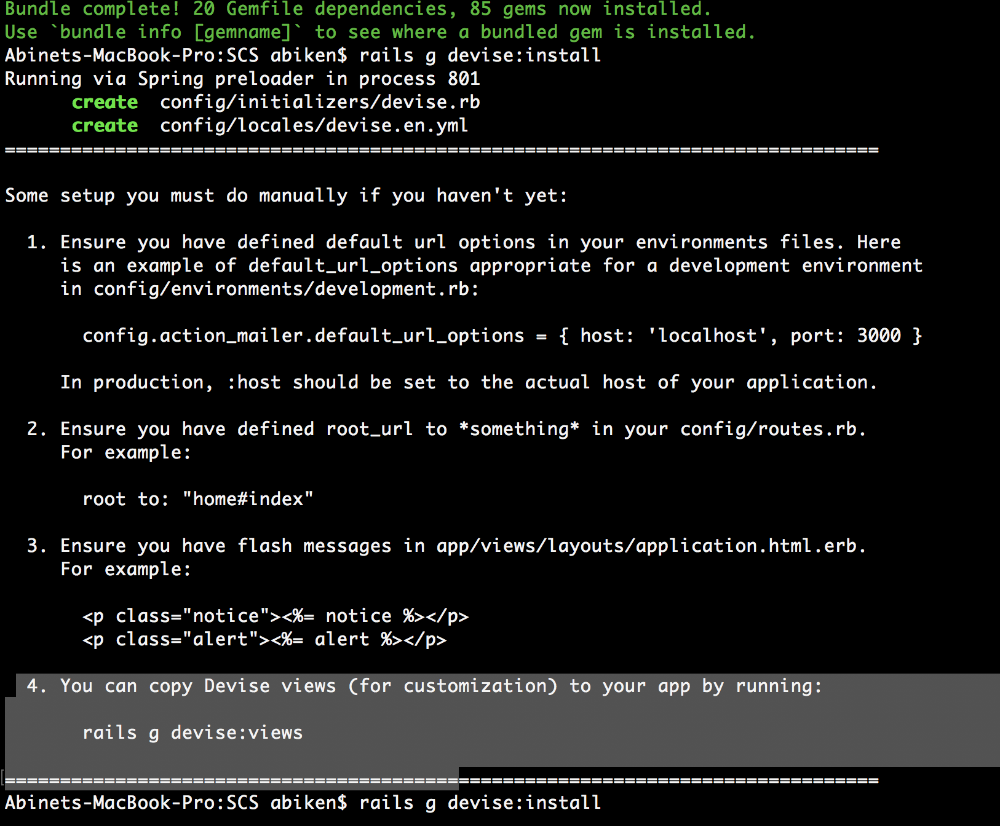 Bundle complete! 20 Gemfile dependencies, 85 gems now installed.
Use `bundle info [gemname]` to see where a bundled gem is installed.
Abinets-MacBook-Pro:SCS abiken$ rails g devise:install
Running via Spring preloader in process 801
      create  config/initializers/devise.rb
      create  config/locales/devise.en.yml
===============================================================================

Some setup you must do manually if you haven't yet:

  1. Ensure you have defined default url options in your environments files. Here
     is an example of default_url_options appropriate for a development environment
     in config/environments/development.rb:

       config.action_mailer.default_url_options = { host: 'localhost', port: 3000 }

     In production, :host should be set to the actual host of your application.

  2. Ensure you have defined root_url to *something* in your config/routes.rb.
     For example:

       root to: "home#index"

  3. Ensure you have flash messages in app/views/layouts/application.html.erb.
     For example:

       <p class="notice"><%= notice %></p>
       <p class="alert"><%= alert %></p>

  4. You can copy Devise views (for customization) to your app by running:

       rails g devise:views

===============================================================================
Abinets-MacBook-Pro:SCS abiken$ rails g devise:install